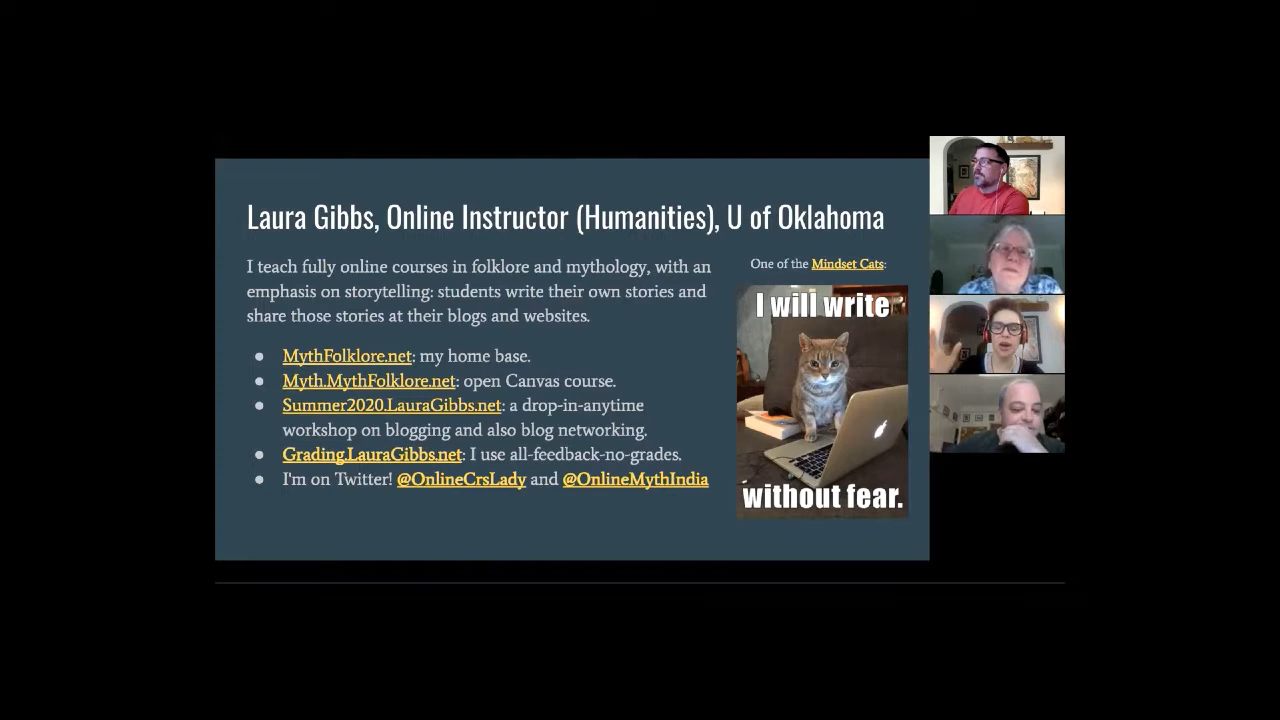 Laura Gibbs, Online Instructor (Humanities), U of Oklahoma
I teach fully online courses in folklore and mythology, with an
emphasis on storytelling: students write their own stories and
share those stories at their blogs and websites.
● MythFolklore.net: my home base.
● Myth.MythFolklore.net: open Canvas course.
● Summer2020.LauraGibbs.net: a drop-in-anytime
workshop on blogging and also blog networking.
● Grading.LauraGibbs.net: I use all-feedback-no-grades.
● I'm on Twitter! @OnlineCrsLady and @OnlineMythIndia
One of the Mindset Cats:
I will write
without fear.